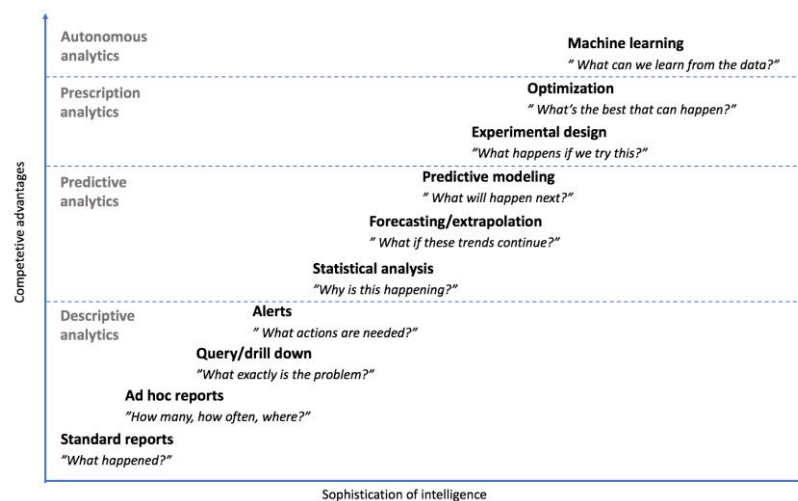 Autonomous
analytics
Machine learning
” What can we learn from the data?”
Prescription
analytics
Optimization
” What’s the best that can happen?”
Experimental design
”What happens if we try this?”
Predictive
analytics
Predictive modeling
” What will happen next?”
Forecasting/extrapolation
” What if these trends continue?”
Statistical analysis
”Why is this happening?”
Descriptive
analytics
Alerts
” What actions are needed?”
Query/drill down
”What exactly is the problem?”
Ad hoc reports
”How many, how often, where?”
Standard reports
”What happened?”
Competetive advantages
Sophistication of intelligence